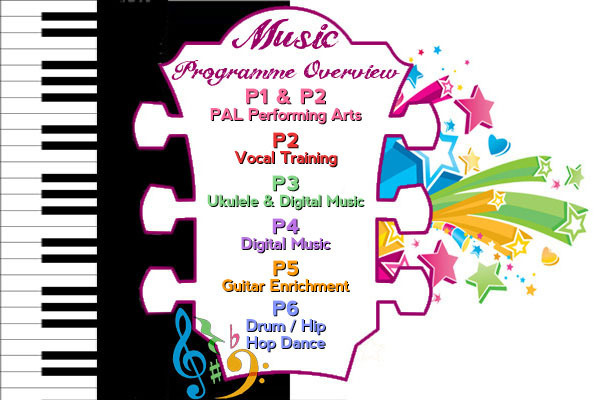 Music
Programme Overview
P1 & P2
PAL Performing Arts
P2
Vocal Training
P3
Ukulele & Digital Music
P4
Digital Music
P5
Guitar Enrichment
P6
Drum / Hip
Hop Dance